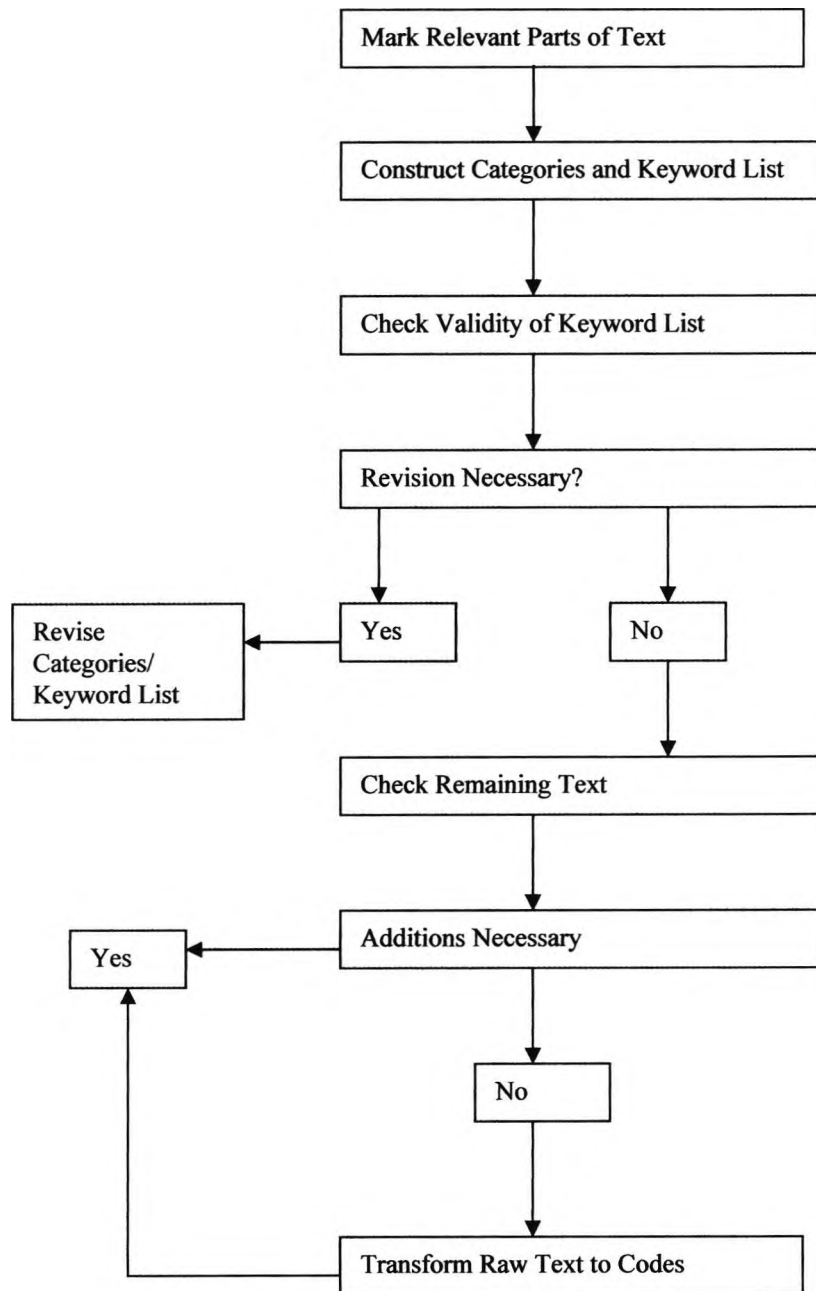 Mark Relevant Parts of Text
Construct Categories and Keyword List
Check Validity of Keyword List
Revision Necessary?
Revise
Categories/
Keyword List
Yes
No
Check Remaining Text
Yes
Additions Necessary
No
Transform Raw Text to Codes